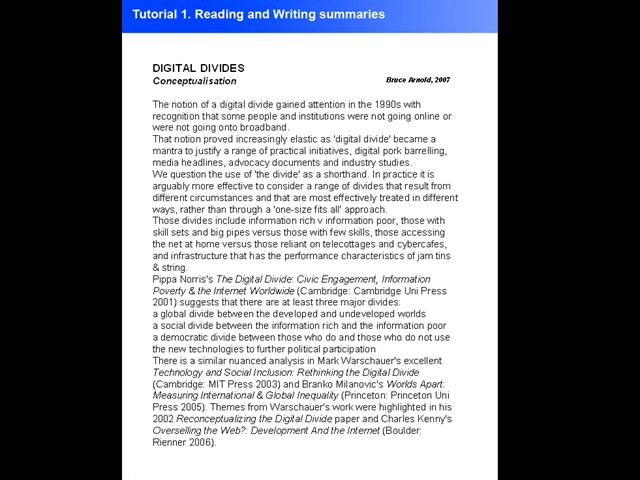 Tutorial 1. Reading and Writing summaries
DIGITAL DIVIDES
Conceptualisation
Bruce Arnold, 2007
The notion of a digital divide gained attention in the 1990s with
recognition that some people and institutions were not going online or
were not going onto broadband.
That notion proved increasingly elastic as 'digital divide' became a
mantra to justify a range of practical initiatives, digital pork barrelling,
media headlines, advocacy documents and industry studies.
We question the use of 'the divide' as a shorthand. In practice it is
arguably more effective to consider a range of divides that result from
different circumstances and that are most effectively treated in different
ways, rather than through a 'one-size fits all' approach.
Those divides include information rich v information poor, those with
skill sets and big pipes versus those with few skills, those accessing
the net at home versus those reliant on telecottages and cybercafes,
and infrastructure that has the performance characteristics of jam tins
& string.
Pippa Norris's The Digital Divide: Civic Engagement, Information
Poverty & the Internet Worldwide (Cambridge: Cambridge Uni Press
2001) suggests that there are at least three major divides:
a global divide between the developed and undeveloped worlds
a social divide between the information rich and the information poor
a democratic divide between those who do and those who do not use
the new technologies to further political participation
There is a similar nuanced analysis in Mark Warschauer's excellent
Technology and Social Inclusion: Rethinking the Digital Divide
(Cambridge: MIT Press 2003) and Branko Milanovic's Worlds Apart:
Measuring International & Global Inequality (Princeton: Princeton Uni
Press 2005). Themes from Warschauer's work were highlighted in his
2002 Reconceptualizing the Digital Divide paper and Charles Kenny's
Overselling the Web?: Development And the Internet (Boulder:
Rienner 2006).